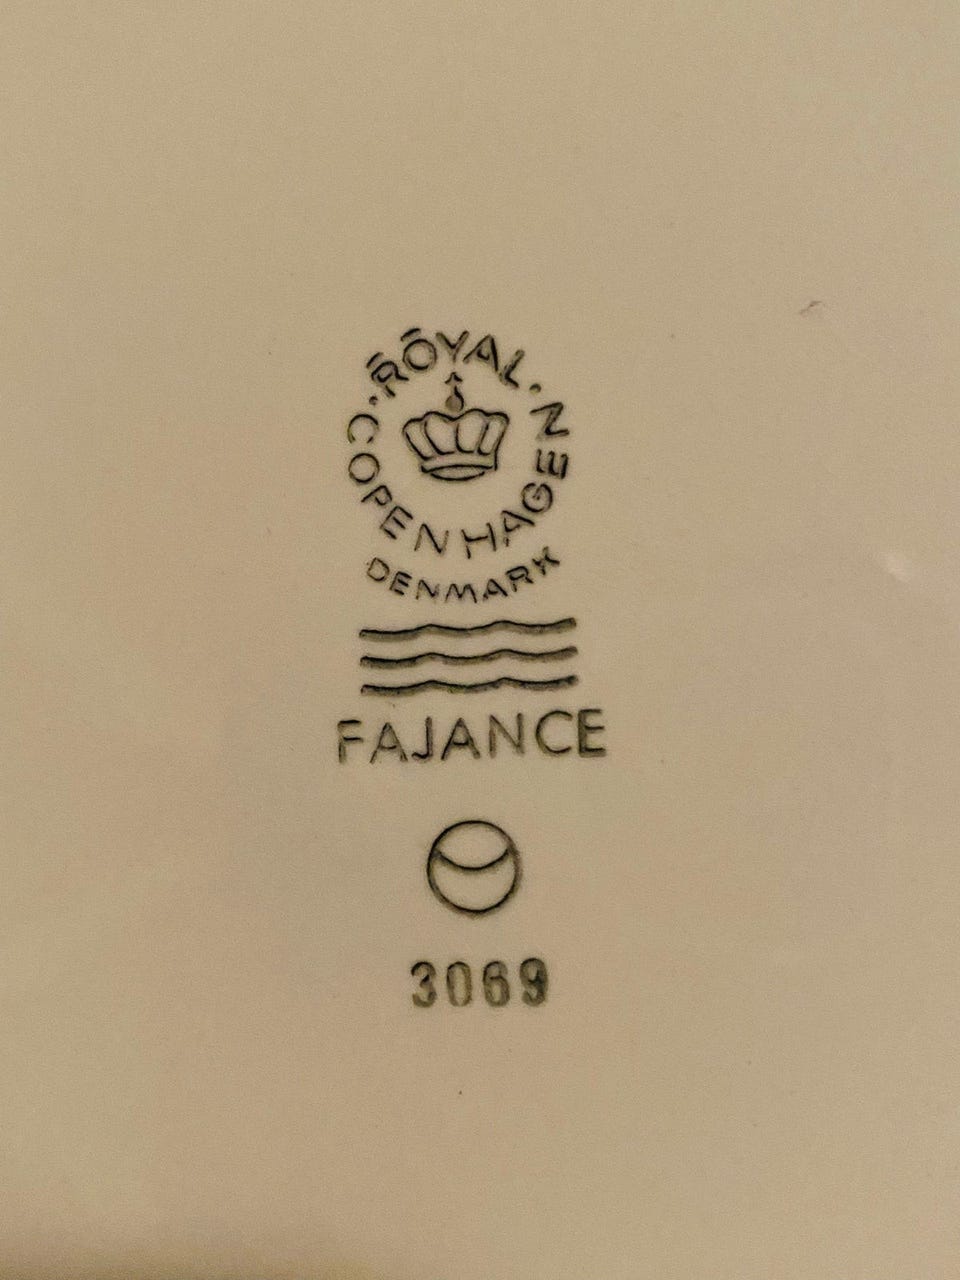 ROYAL
COPENHAGEN
DENMARK
FAJANCE
3069